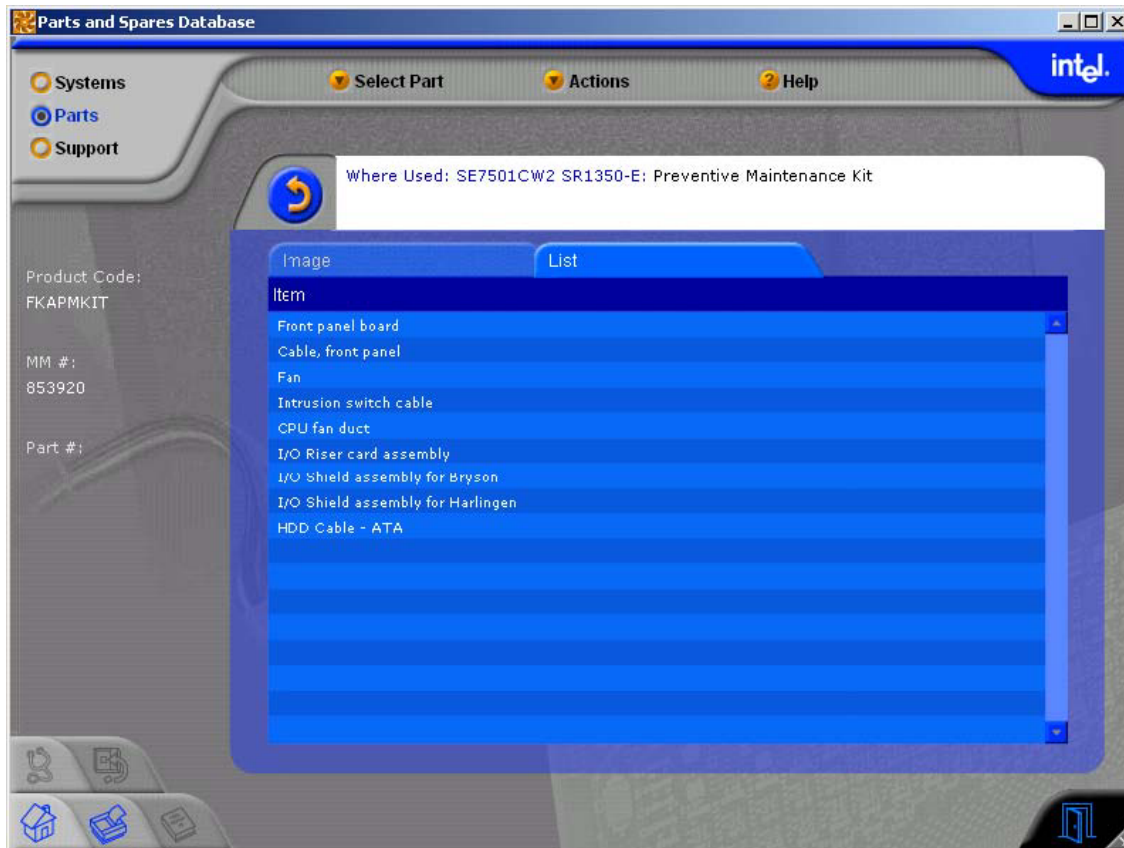 Parts and Spares Database
intel.
Systems
Parts
Support
Select Part
Actions
Help
Where Used: SE7501CW2 SR1350-E: Preventive Maintenance Kit
Product Code:
FKAPMKIT
MM #:
853920
Part #:
Image
List
Item
Front panel board
Cable, front panel
Fan
Intrusion switch cable
CPU fan duct
I/O Riser card assembly
I/O Shield assembly for Bryson
I/O Shield assembly for Harlingen
HDD Cable - ATA